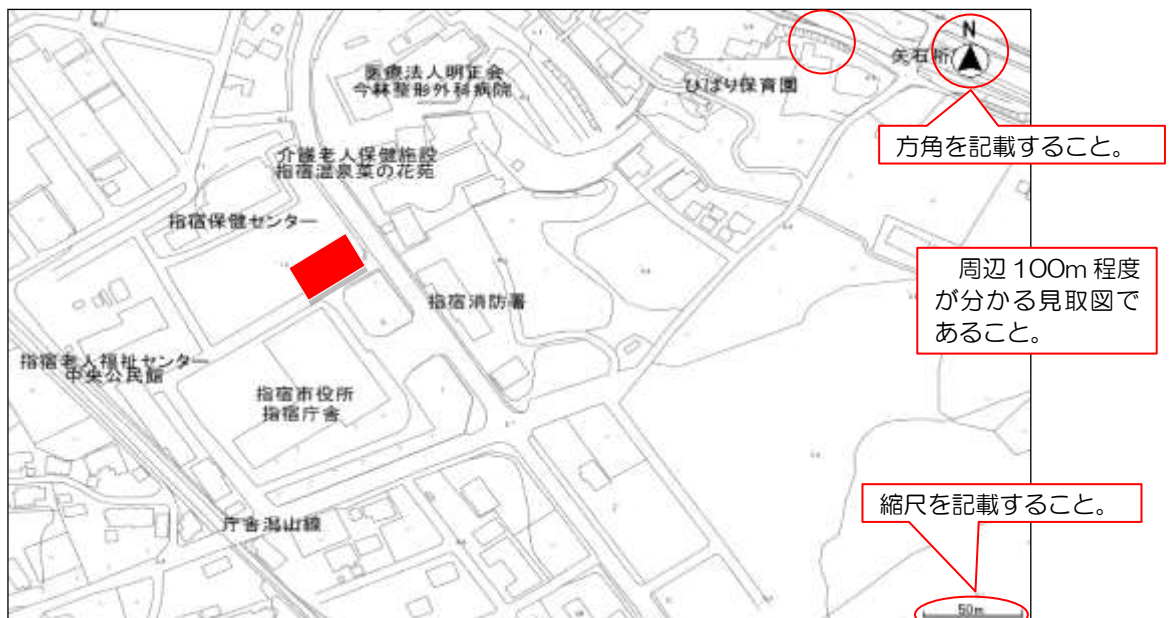 N
矢石所
医療法人明正会
今林整形外科病院
ひばり保育園
方角を記載すること。
介護老人保健施設
指宿温泉菜の花苑
指宿保健センター
周辺100m程度
が分かる見取図で
あること。
指宿消防署
指宿老人福祉センター
中央公民館
指宿市役所
指宿庁舎
縮尺を記載すること。
庁舎潟山線
50m